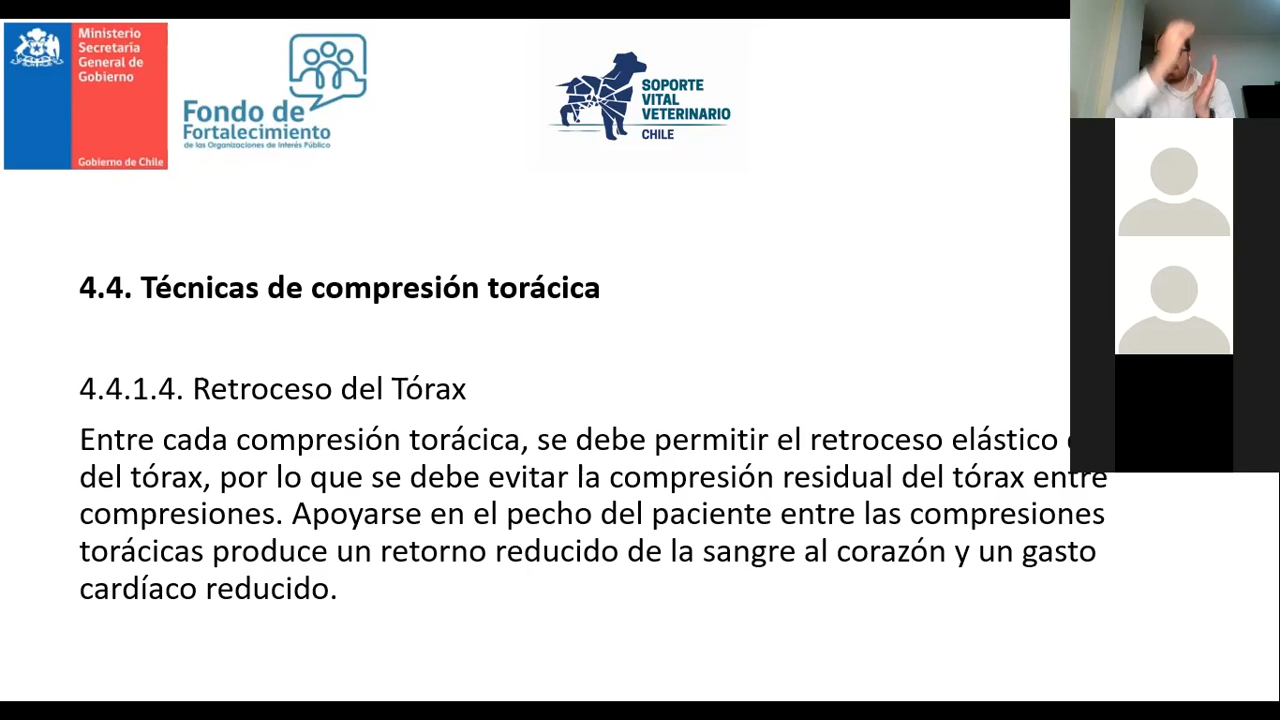 Ministerio
Secretaría
General de
Gobierno
Gobierno de Chile
Fondo de
Fortalecimiento
de las Organizaciones de Interés Público
SOPORTE
VITAL
VETERINARIO
CHILE
4.4. Técnicas de compresión torácica
4.4.1.4. Retroceso del Tórax
Entre cada compresión torácica, se debe permitir el retroceso elástico
del tórax, por lo que se debe evitar la compresión residual del tórax entre
compresiones. Apoyarse en el pecho del paciente entre las compresiones
torácicas produce un retorno reducido de la sangre al corazón y un gasto
cardíaco reducido.